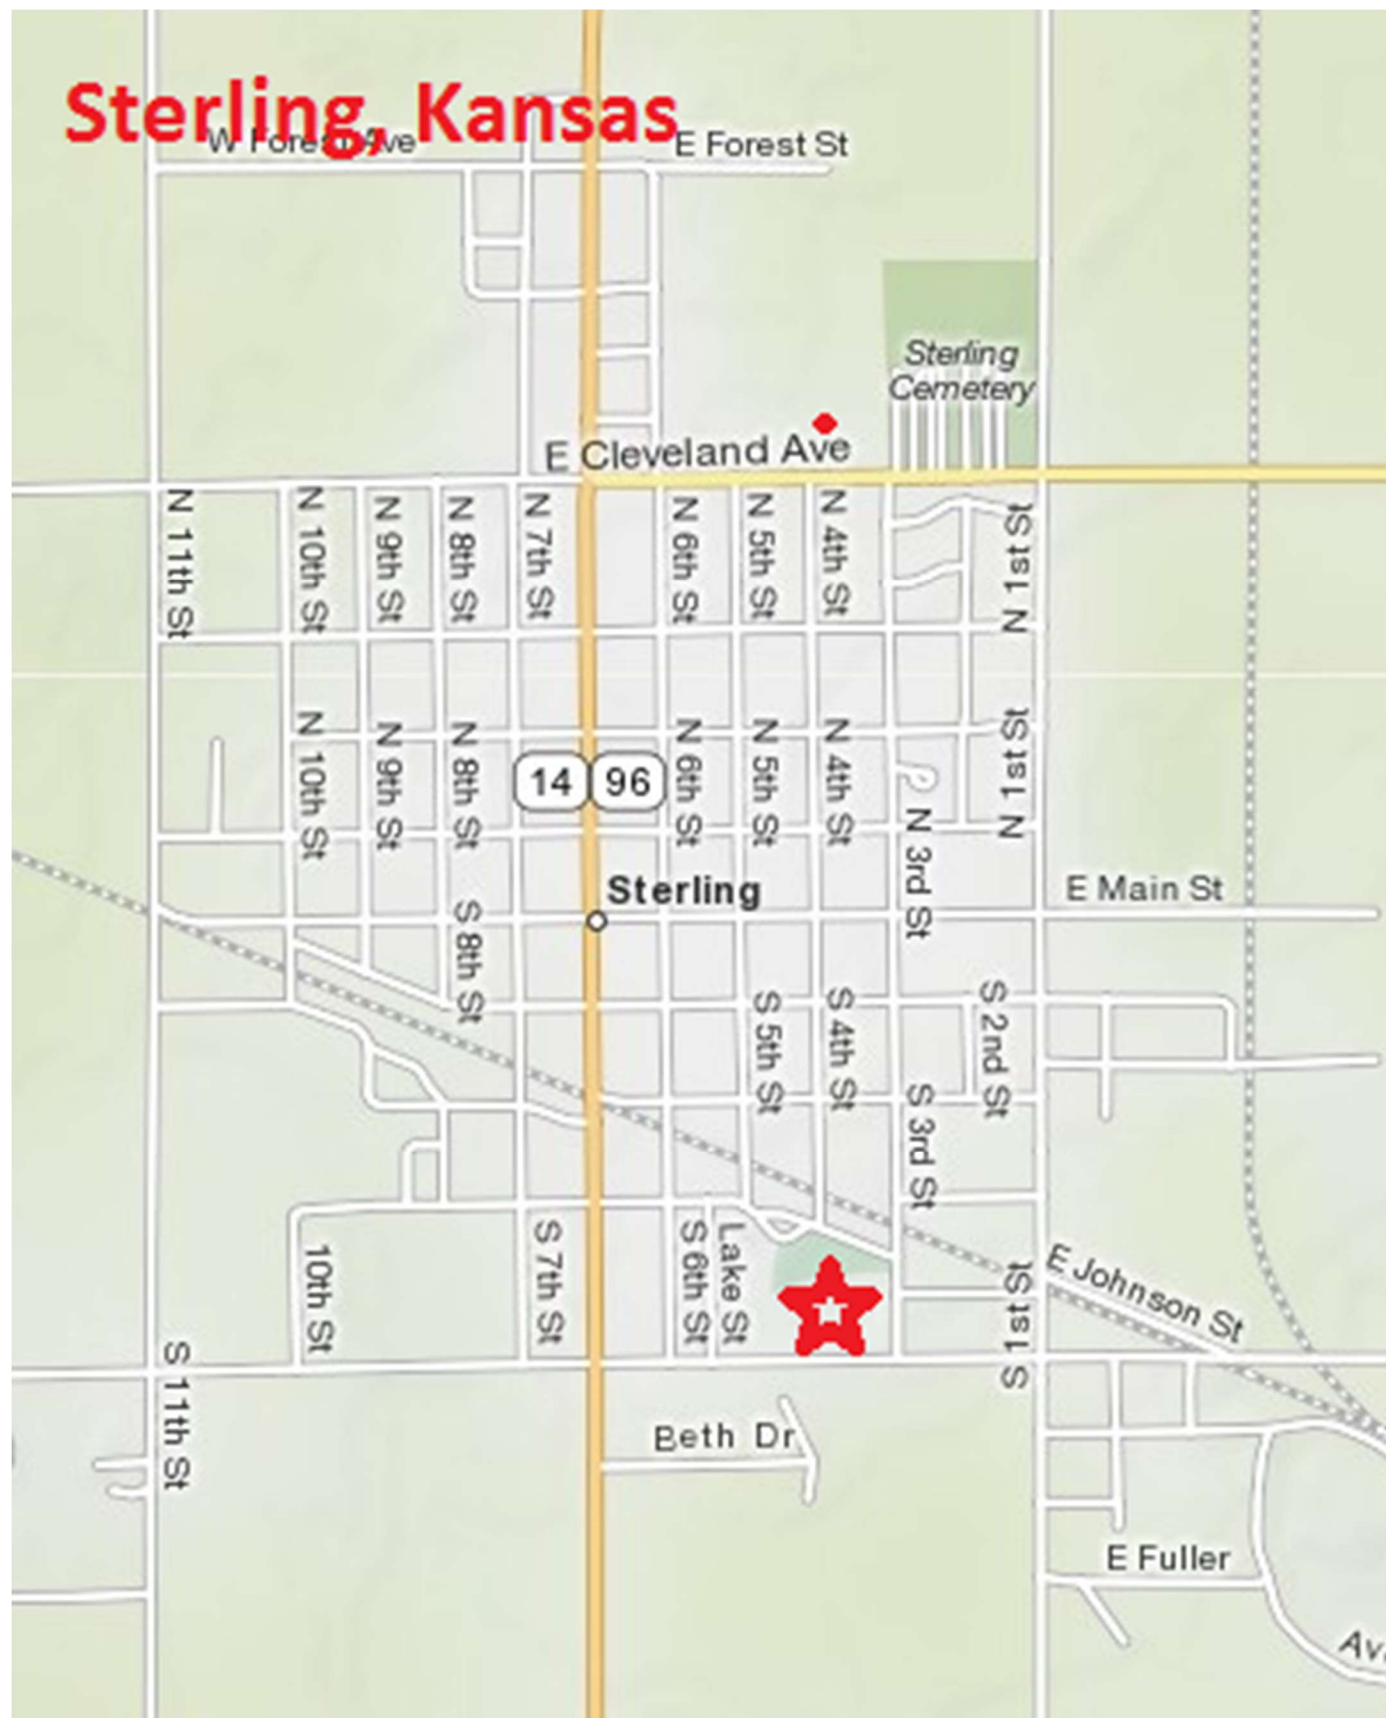 Sterling, Kansas
W Forest Ave
E Forest St
Sterling
Cemetery
E Cleveland Ave
N 11th St
N 10th St
N 9th St
N 8th St
N 7th St
N 6th St
N 5th St
N 4th St
N 1st St
N 10th St
N 9th St
N 8th St
14
96
N 6th St
N 5th St
N 4th St
N 3rd St
N 1st St
Sterling
E Main St
S 8th St
S 5th St
S 4th St
S 2nd St
S 3rd St
10th St
S 7th St
S 6th St
Lake St
S 1st St
E Johnson St
S 11th St
Beth Dr
E Fuller
Av